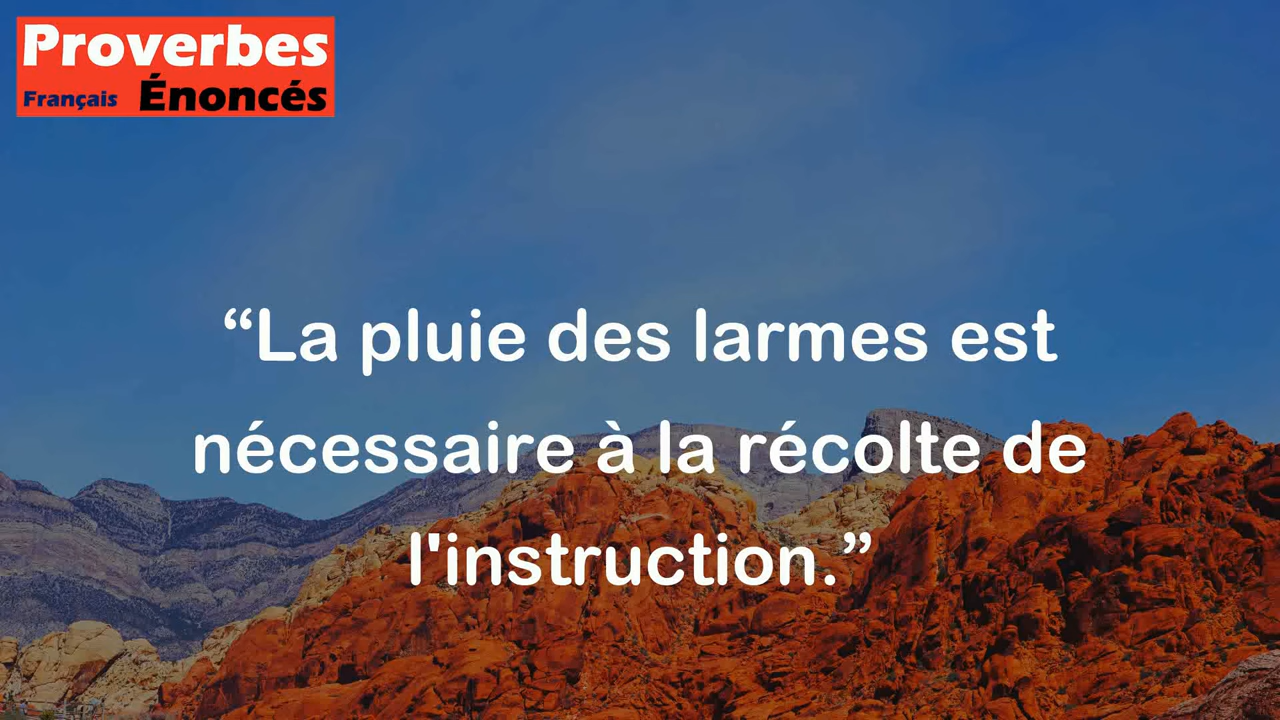 Proverbes
Français Énoncés
“La pluie des larmes est
nécessaire à la récolte de
l'instruction.”